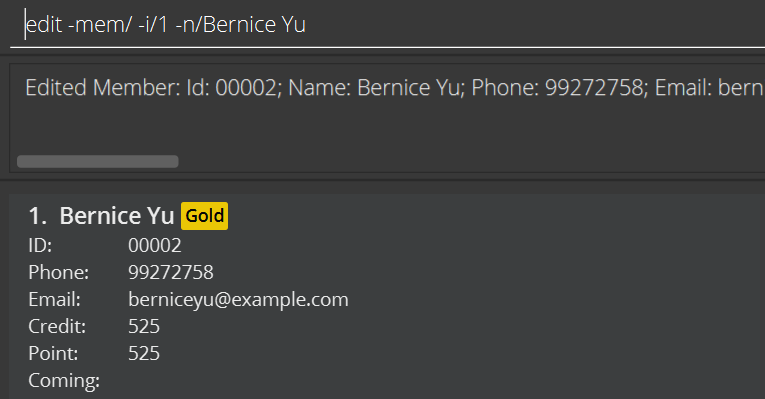 edit -mem/ -i/1 -n/Bernice Yu
Edited Member: Id: 00002; Name: Bernice Yu; Phone: 99272758; Email: bern
1. Bernice Yu Gold
ID: 00002
Phone: 99272758
Email: berniceyu@example.com
Credit: 525
Point: 525
Coming: